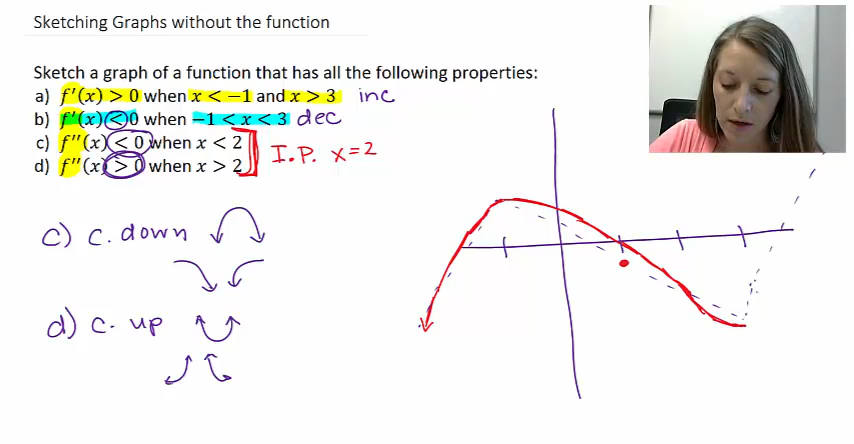 Sketching Graphs without the function
Sketch a graph of a function that has all the following properties:
a) f'(x) > 0 when x < −1 and x > 3 inc
b) f'(x) < 0 when −1 < x < 3 dec
c) f''(x) < 0 when x < 2
I.P. x=2
d) f''(x) > 0 when x > 2
c) c. down
d) c. up